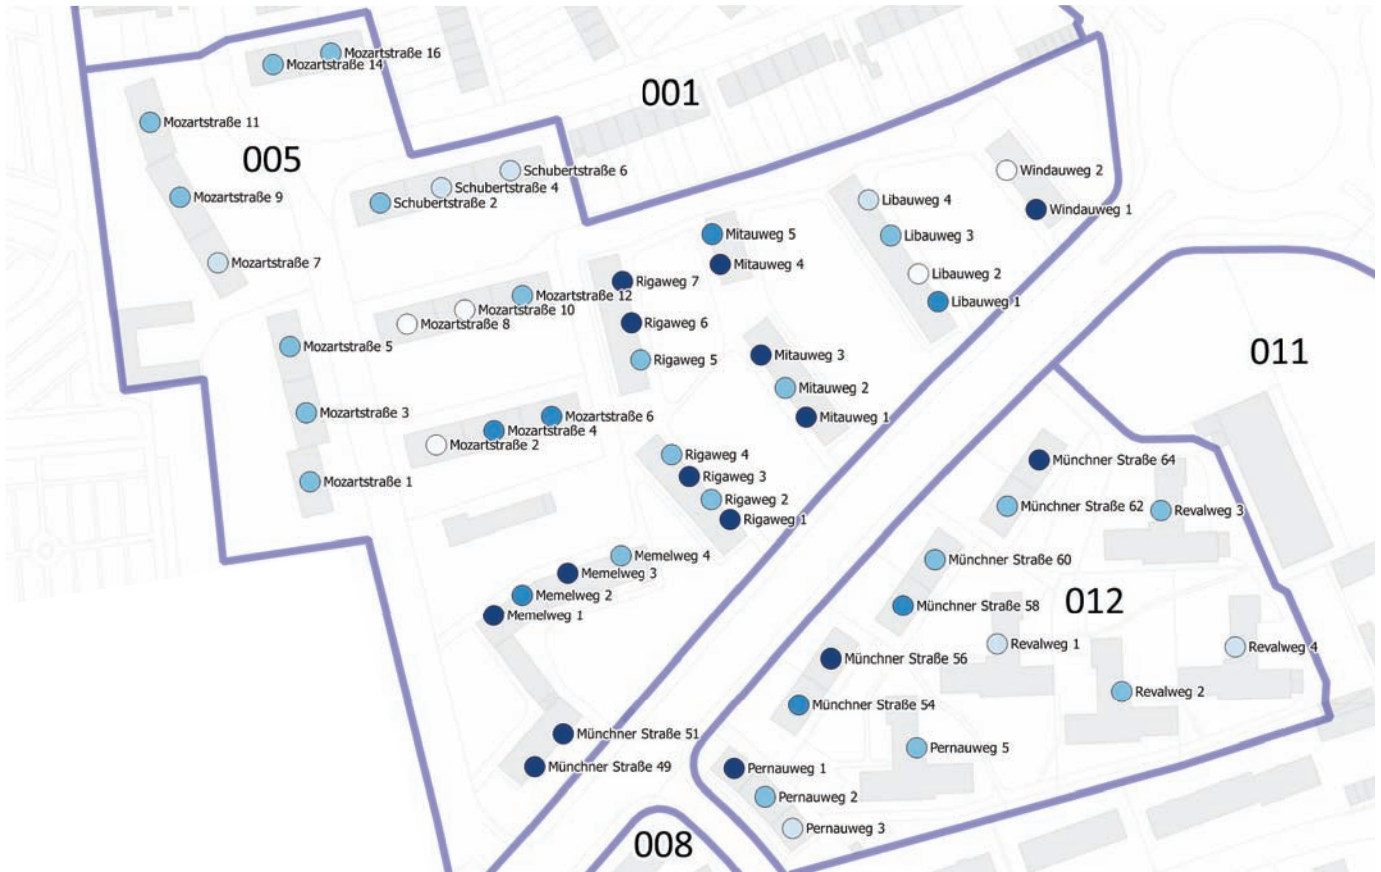 Mozartstraße 16
Mozartstraße 14
001
Mozartstraße 11
005
Schubertstraße 6
Schubertstraße 4
Schubertstraße 2
Mozartstraße 9
Mozartstraße 7
Windauweg 2
Windauweg 1
Libauweg 4
Libauweg 3
Libauweg 2
Libauweg 1
Mitauweg 5
Mitauweg 4
Rigaweg 7
Rigaweg 6
Rigaweg 5
Mozartstraße 12
Mozartstraße 10
Mozartstraße 8
Mozartstraße 5
Mitauweg 3
Mitauweg 2
Mitauweg 1
011
Mozartstraße 3
Mozartstraße 6
Mozartstraße 4
Mozartstraße 2
Mozartstraße 1
Rigaweg 4
Rigaweg 3
Rigaweg 2
Rigaweg 1
Münchner Straße 64
Münchner Straße 62
Revalweg 3
Memelweg 4
Memelweg 3
Memelweg 2
Memelweg 1
Münchner Straße 60
Münchner Straße 58
012
Revalweg 1
Revalweg 4
Münchner Straße 56
Revalweg 2
Münchner Straße 54
Münchner Straße 51
Münchner Straße 49
Pernauweg 5
Pernauweg 1
Pernauweg 2
Pernauweg 3
008